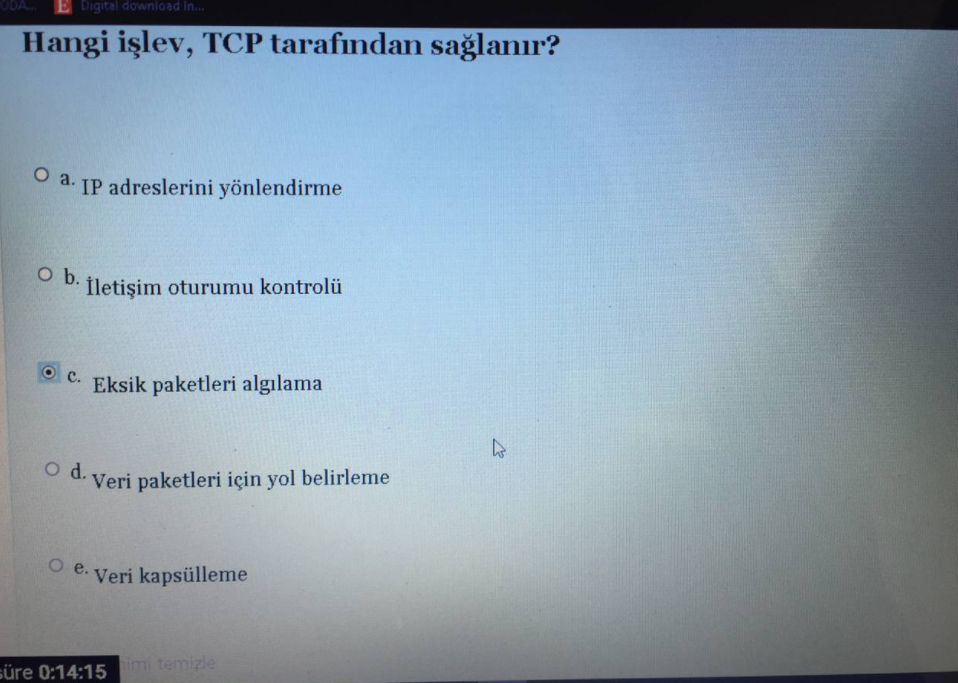 E Digital download In...
Hangi işlev, TCP tarafından sağlanır?
a. IP adreslerini yönlendirme
b. İletişim oturumu kontrolü
c. Eksik paketleri algılama
d. Veri paketleri için yol belirleme
e. Veri kapsülleme
süre 0:14:15 temizle